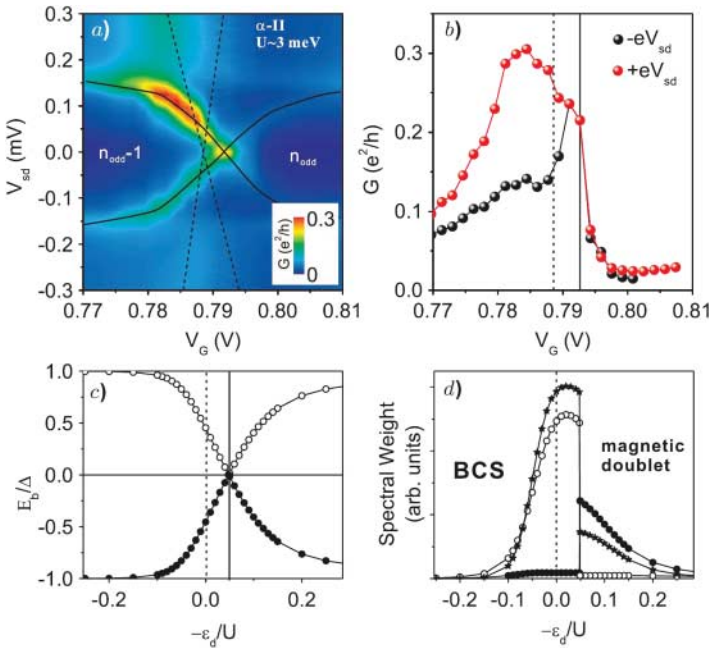 a)
α-II
U~3 meV
0.3
0.2
0.1
0.0
-0.1
-0.2
-0.3
V_sd (mV)
n_odd-1
n_odd
G (e²/h)
0.3
0
0.77
0.78
0.79
0.80
0.81
V_G (V)
b)
-eV_sd
+eV_sd
0.3
0.2
0.1
0.0
G (e²/h)
0.77
0.78
0.79
0.80
0.81
V_G (V)
c)
1.0
0.5
0.0
-0.5
-1.0
E_b/Δ
-0.2
0.0
0.2
-ε_d/U
d)
BCS
magnetic
doublet
Spectral Weight
(arb. units)
-0.2
-0.1
0.0
0.1
0.2
-ε_d/U